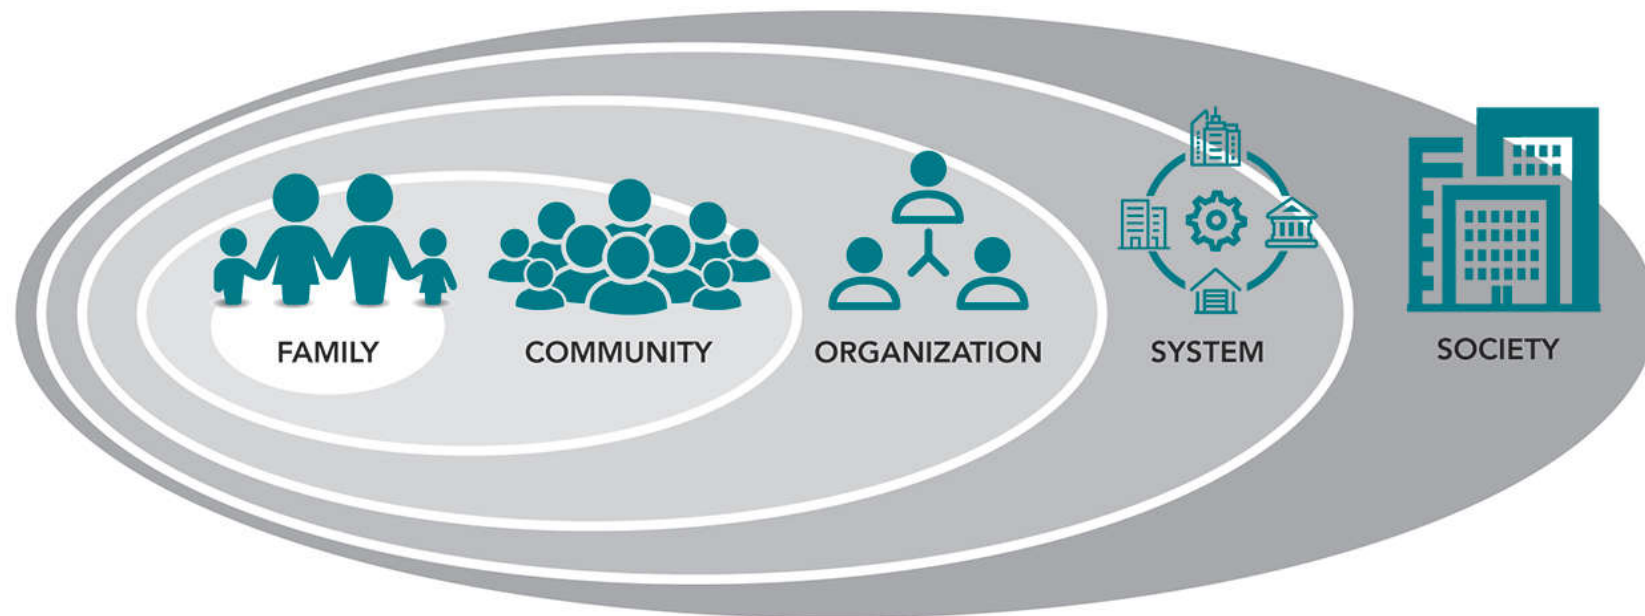 FAMILY
COMMUNITY
ORGANIZATION
SYSTEM
SOCIETY